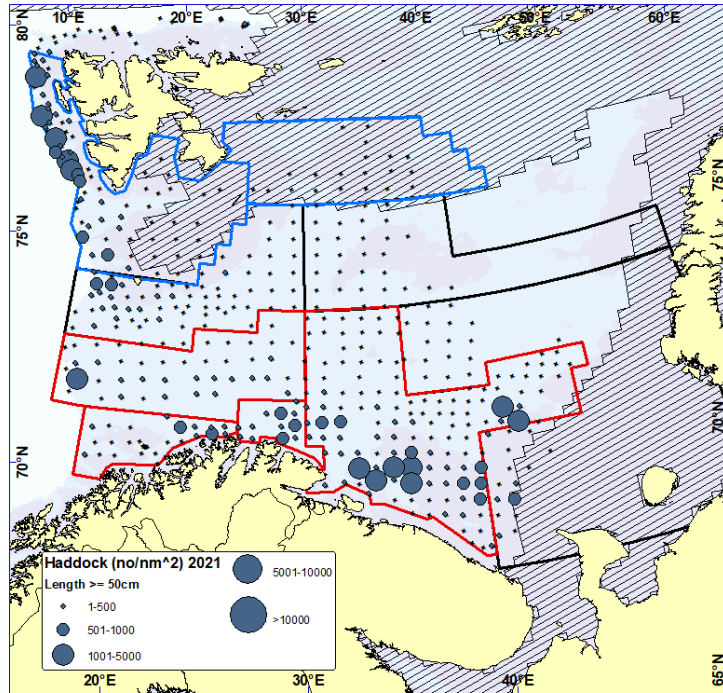 10°E 20°E 30°E 40°E 50°E 60°E
80°N
75°N
75°N
70°N
70°N
65°N
Haddock (no/nm^2) 2021
Length >= 50cm
1-500
501-1000
1001-5000
5001-10000
>10000
20°E 30°E 40°E